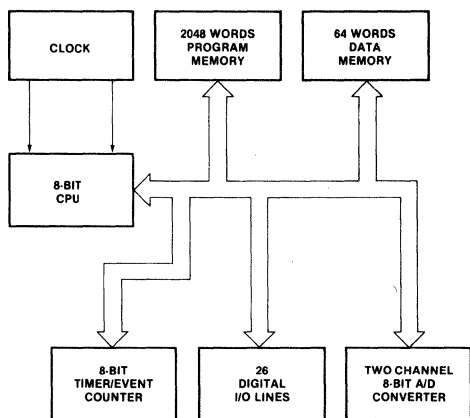 CLOCK
2048 WORDS
PROGRAM
MEMORY
64 WORDS
DATA
MEMORY
8-BIT
CPU
8-BIT
TIMER/EVENT
COUNTER
26
DIGITAL
I/O LINES
TWO CHANNEL
8-BIT A/D
CONVERTER